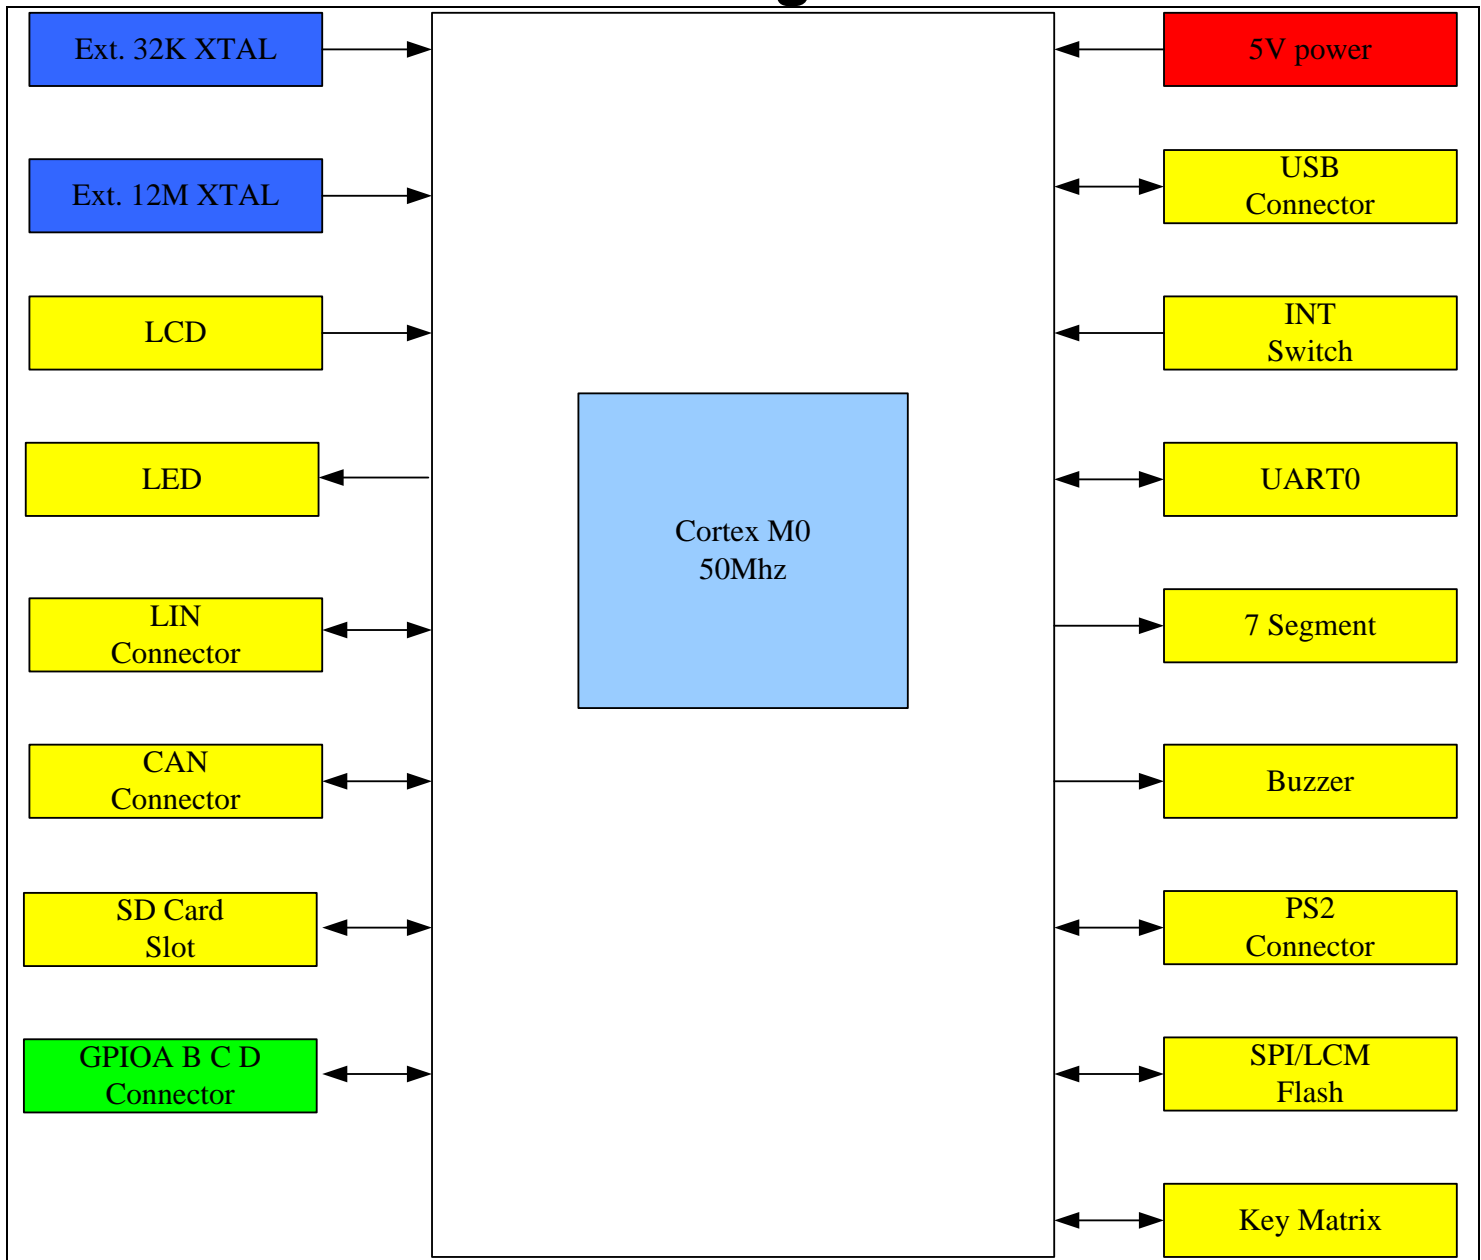 Ext. 32K XTAL
Ext. 12M XTAL
LCD
LED
LIN
Connector
CAN
Connector
SD Card
Slot
GPIOA B C D
Connector
Cortex M0
50Mhz
5V power
USB
Connector
INT
Switch
UART0
7 Segment
Buzzer
PS2
Connector
SPI/LCM
Flash
Key Matrix